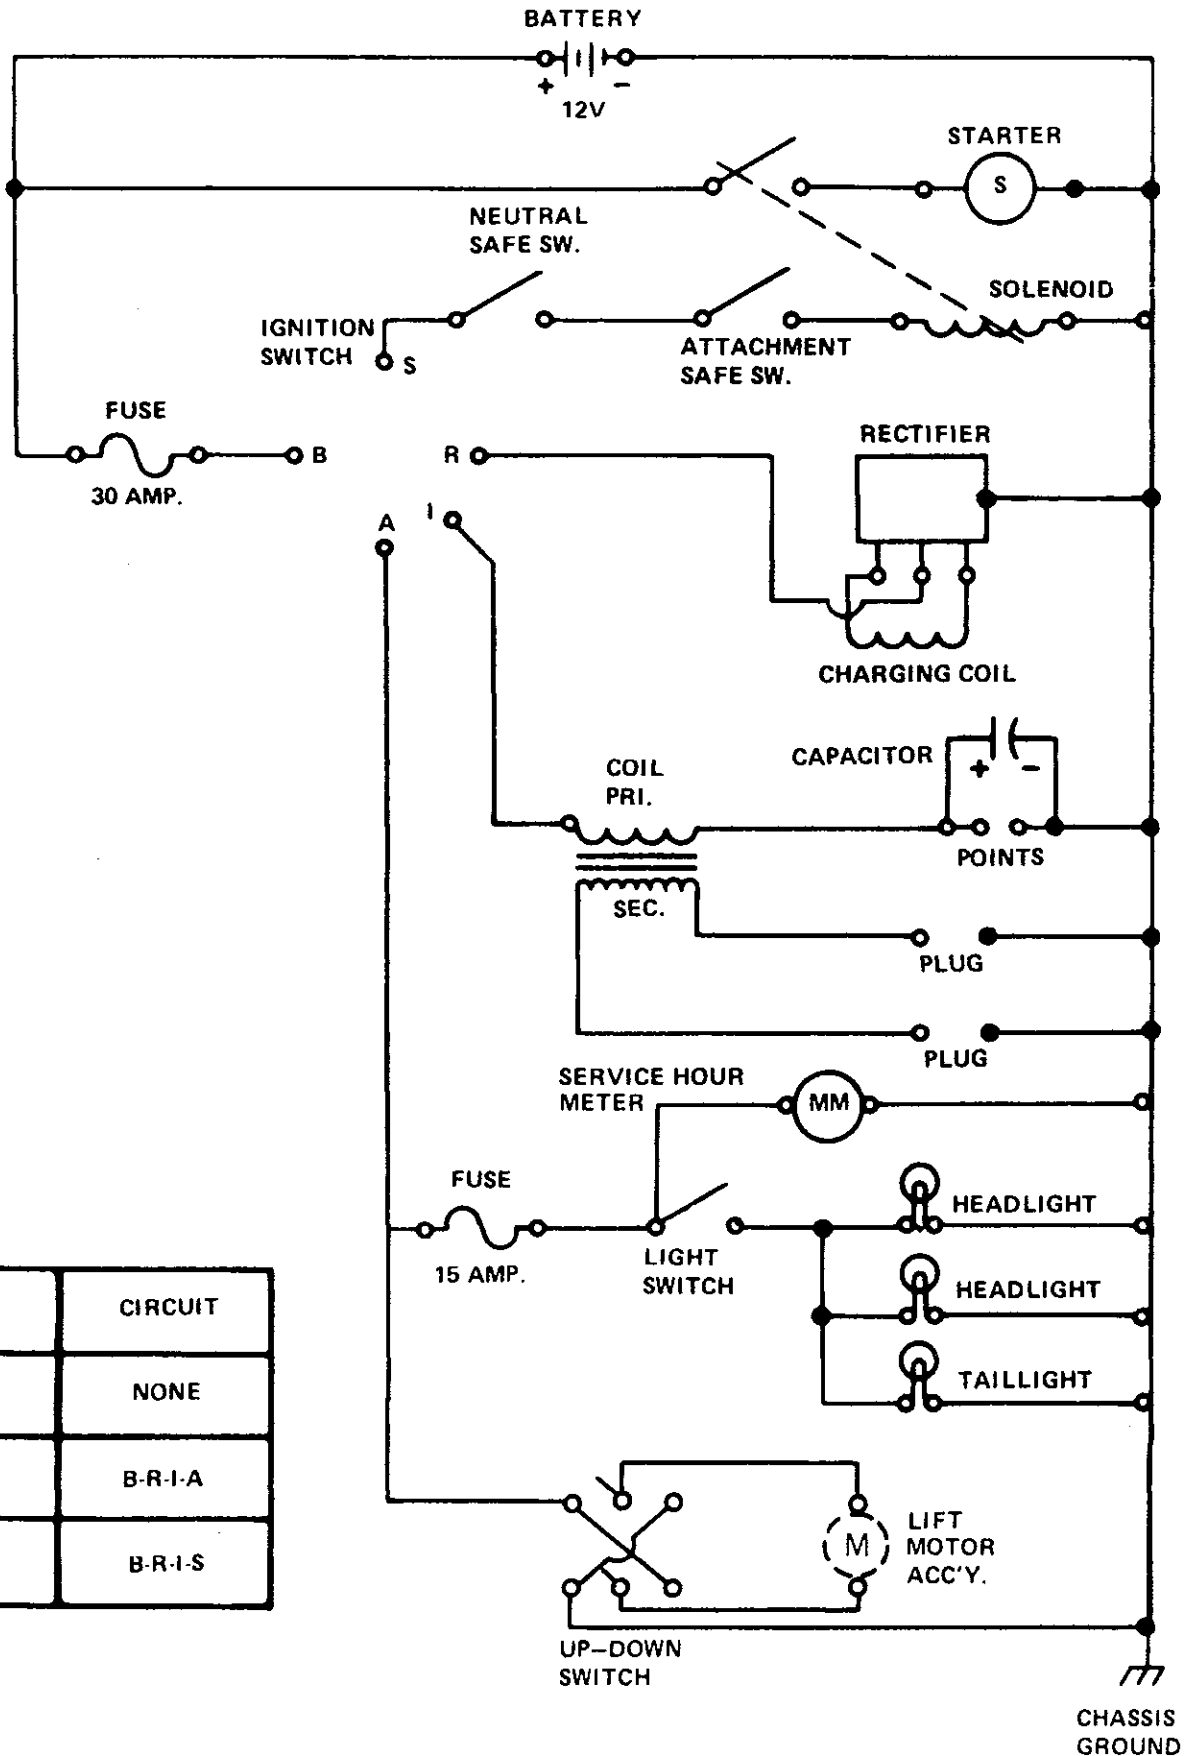 BATTERY
+ −
12V
STARTER
S
NEUTRAL
SAFE SW.
SOLENOID
IGNITION
SWITCH
S
ATTACHMENT
SAFE SW.
FUSE
30 AMP.
B
R
I
A
RECTIFIER
CHARGING COIL
CAPACITOR
+ −
COIL
PRI.
POINTS
SEC.
PLUG
PLUG
SERVICE HOUR
METER
MM
FUSE
15 AMP.
LIGHT
SWITCH
HEADLIGHT
HEADLIGHT
TAILLIGHT
CIRCUIT
NONE
B-R-I-A
B-R-I-S
M
LIFT
MOTOR
ACC'Y.
UP–DOWN
SWITCH
CHASSIS
GROUND